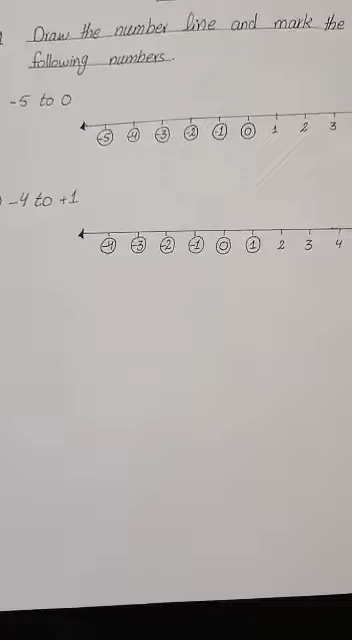 Draw the number line and mark the
following numbers.
-5 to 0
-5 -4 -3 -2 -1 0 1 2 3
-4 to +1
-4 -3 -2 -1 0 1 2 3 4